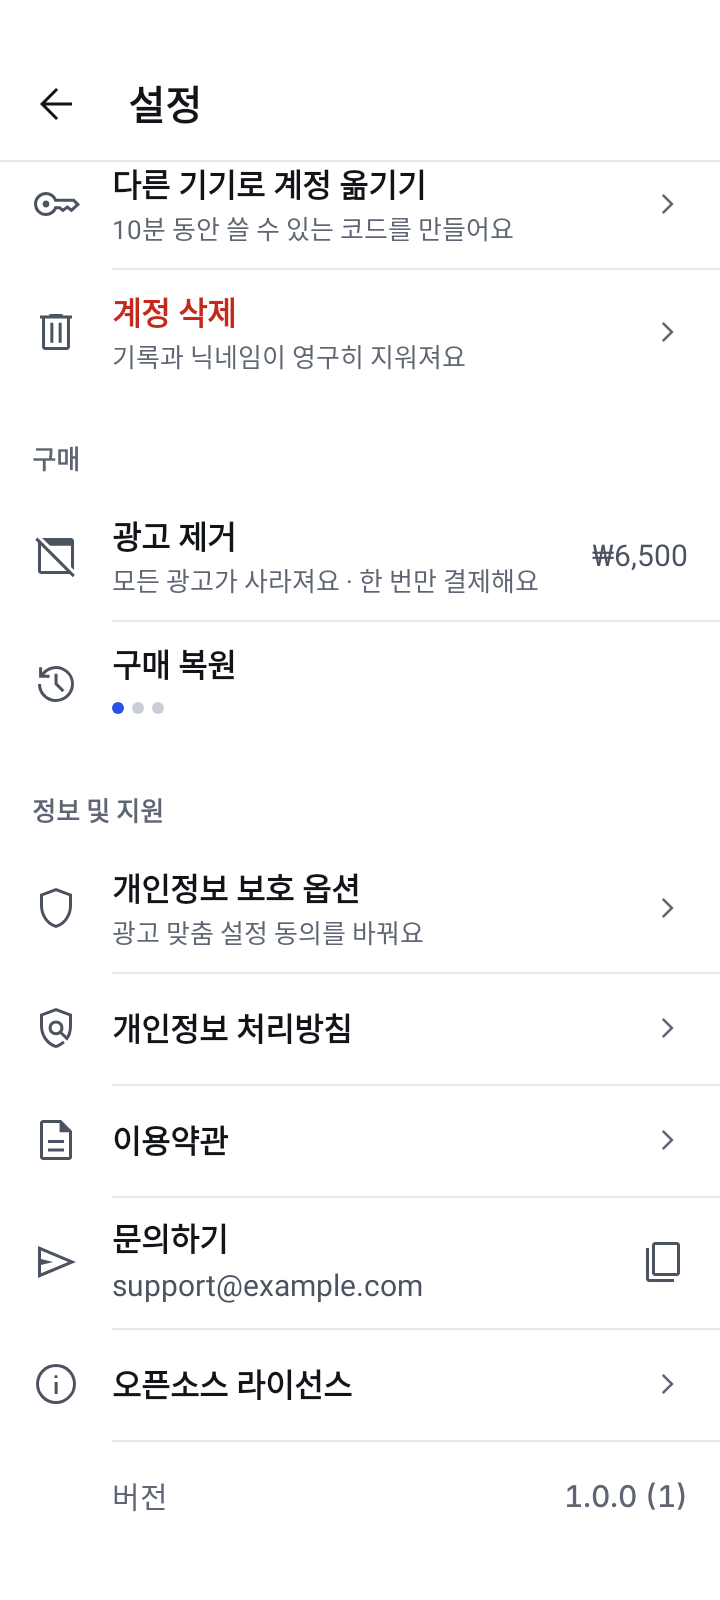 설정
다른 기기로 계정 옮기기
10분 동안 쓸 수 있는 코드를 만들어요
계정 삭제
기록과 닉네임이 영구히 지워져요
구매
광고 제거
모든 광고가 사라져요 · 한 번만 결제해요
₩6,500
구매 복원
정보 및 지원
개인정보 보호 옵션
광고 맞춤 설정 동의를 바꿔요
개인정보 처리방침
이용약관
문의하기
support@example.com
오픈소스 라이선스
버전
1.0.0 (1)